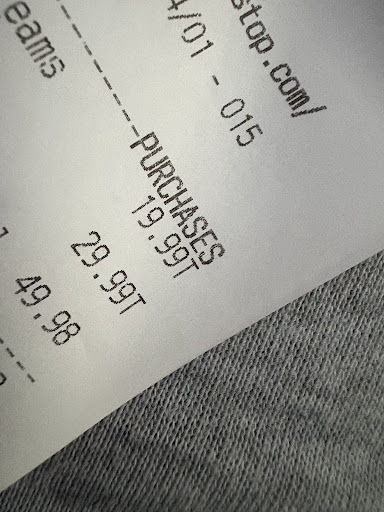 stop.com/
4/01 - 015
eams
PURCHASES
19.99T
29.99T
49.98